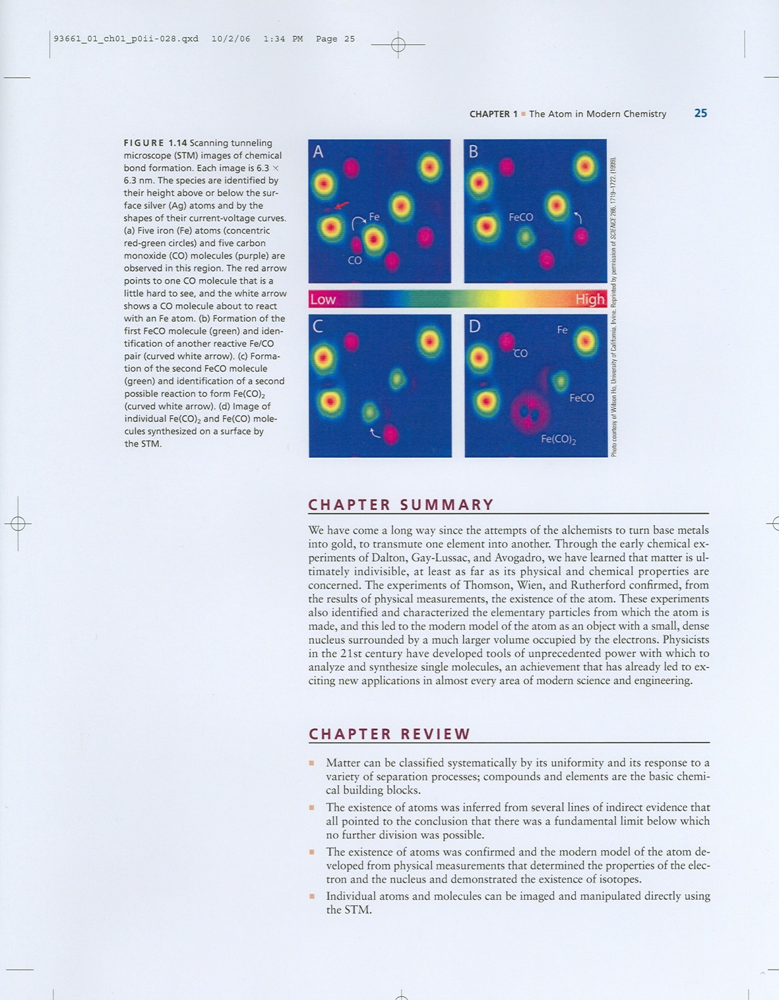 93661_01_ch01_p0ii-028.qxd 10/2/06 1:34 PM Page 25
CHAPTER 1 ■ The Atom in Modern Chemistry 25
FIGURE 1.14 Scanning tunneling
microscope (STM) images of chemical
bond formation. Each image is 6.3 ×
6.3 nm. The species are identified by
their height above or below the sur-
face silver (Ag) atoms and by the
shapes of their current-voltage curves.
(a) Five iron (Fe) atoms (concentric
red-green circles) and five carbon
monoxide (CO) molecules (purple) are
observed in this region. The red arrow
points to one CO molecule that is a
little hard to see, and the white arrow
shows a CO molecule about to react
with an Fe atom. (b) Formation of the
first FeCO molecule (green) and iden-
tification of another reactive Fe/CO
pair (curved white arrow). (c) Forma-
tion of the second FeCO molecule
(green) and identification of a second
possible reaction to form Fe(CO)₂
(curved white arrow). (d) Image of
individual Fe(CO)₂ and Fe(CO) mole-
cules synthesized on a surface by
the STM.
A
Fe
CO
B
FeCO
Low High
C
D
Fe
CO
FeCO
Fe(CO)₂
Photo courtesy of Wilson Ho, University of California, Irvine. Reprinted by permission of SCIENCE 286, 1719–1722. (1999).
CHAPTER SUMMARY
We have come a long way since the attempts of the alchemists to turn base metals
into gold, to transmute one element into another. Through the early chemical ex-
periments of Dalton, Gay-Lussac, and Avogadro, we have learned that matter is ul-
timately indivisible, at least as far as its physical and chemical properties are
concerned. The experiments of Thomson, Wien, and Rutherford confirmed, from
the results of physical measurements, the existence of the atom. These experiments
also identified and characterized the elementary particles from which the atom is
made, and this led to the modern model of the atom as an object with a small, dense
nucleus surrounded by a much larger volume occupied by the electrons. Physicists
in the 21st century have developed tools of unprecedented power with which to
analyze and synthesize single molecules, an achievement that has already led to ex-
citing new applications in almost every area of modern science and engineering.
CHAPTER REVIEW
■ Matter can be classified systematically by its uniformity and its response to a
variety of separation processes; compounds and elements are the basic chemi-
cal building blocks.
■ The existence of atoms was inferred from several lines of indirect evidence that
all pointed to the conclusion that there was a fundamental limit below which
no further division was possible.
■ The existence of atoms was confirmed and the modern model of the atom de-
veloped from physical measurements that determined the properties of the elec-
tron and the nucleus and demonstrated the existence of isotopes.
■ Individual atoms and molecules can be imaged and manipulated directly using
the STM.